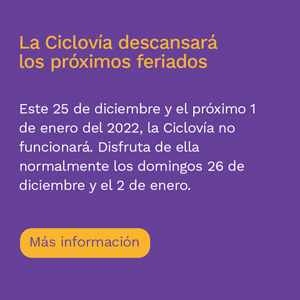 La Ciclovía descansará
los próximos feriados
Este 25 de diciembre y el próximo 1
de enero del 2022, la Ciclovía no
funcionará. Disfruta de ella
normalmente los domingos 26 de
diciembre y el 2 de enero.
Más información